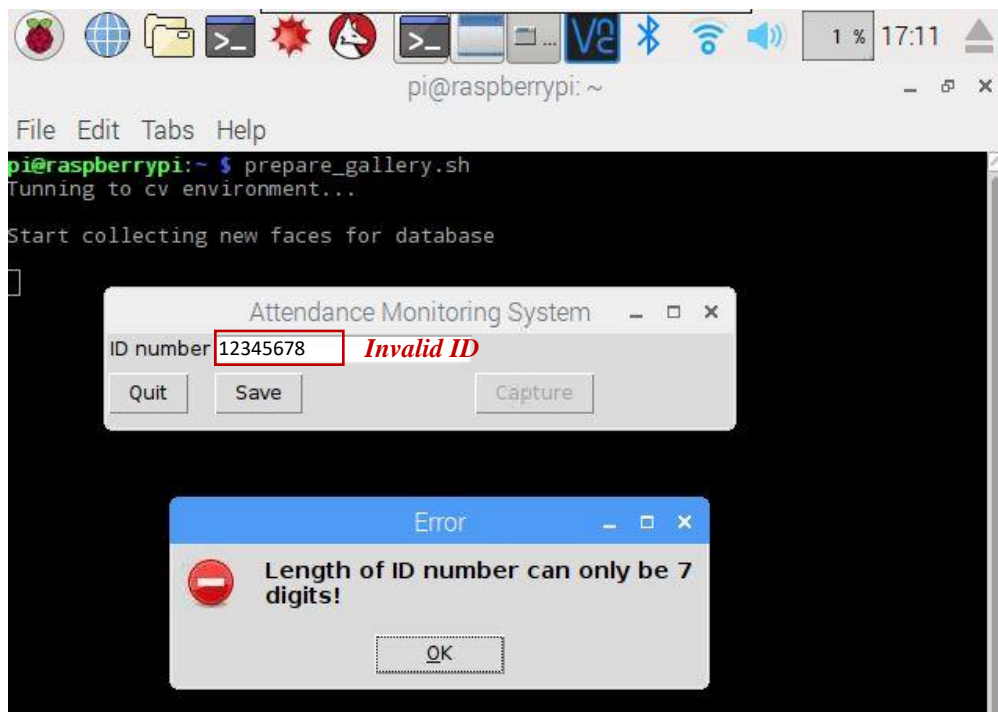 >_ >_ ... V2 1 % 17:11
pi@raspberrypi: ~
File Edit Tabs Help
pi@raspberrypi:~ $ prepare_gallery.sh
Tunning to cv environment...
Start collecting new faces for database
Attendance Monitoring System
ID number 12345678 Invalid ID
Quit Save Capture
Error
Length of ID number can only be 7
digits!
OK